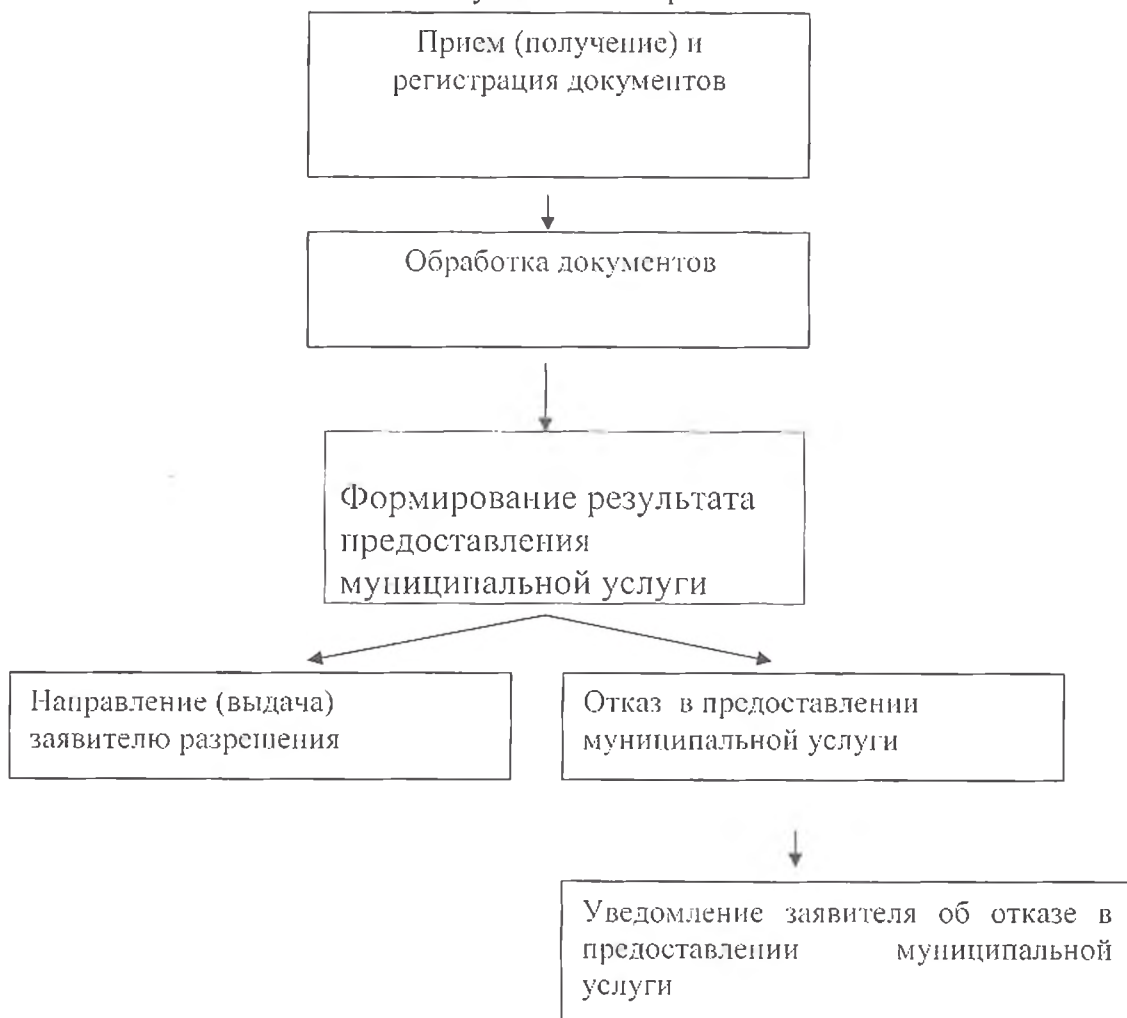 Прием (получение) и
регистрация документов
Обработка документов
Формирование результата
предоставления
муниципальной услуги
Направление (выдача)
заявителю разрешения
Отказ в предоставлении
муниципальной услуги
Уведомление заявителя об отказе в
предоставлении муниципальной
услуги